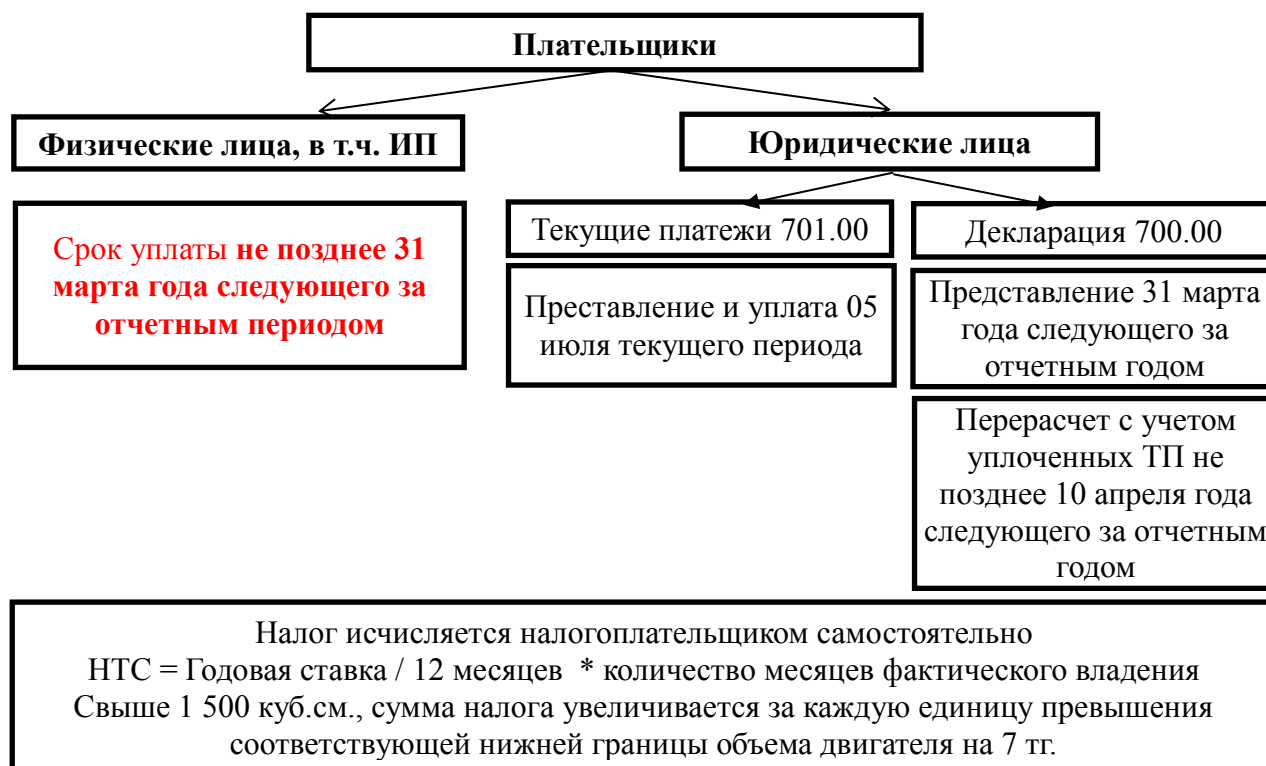 Плательщики
Физические лица, в т.ч. ИП
Срок уплаты не позднее 31
марта года следующего за
отчетным периодом
Юридические лица
Текущие платежи 701.00
Преставление и уплата 05
июля текущего периода
Декларация 700.00
Представление 31 марта
года следующего за
отчетным годом
Перерасчет с учетом
уплоченных ТП не
позднее 10 апреля года
следующего за отчетным
годом
Налог исчисляется налогоплательщиком самостоятельно
НТС = Годовая ставка / 12 месяцев * количество месяцев фактического владения
Свыше 1 500 куб.см., сумма налога увеличивается за каждую единицу превышения
соответствующей нижней границы объема двигателя на 7 тг.